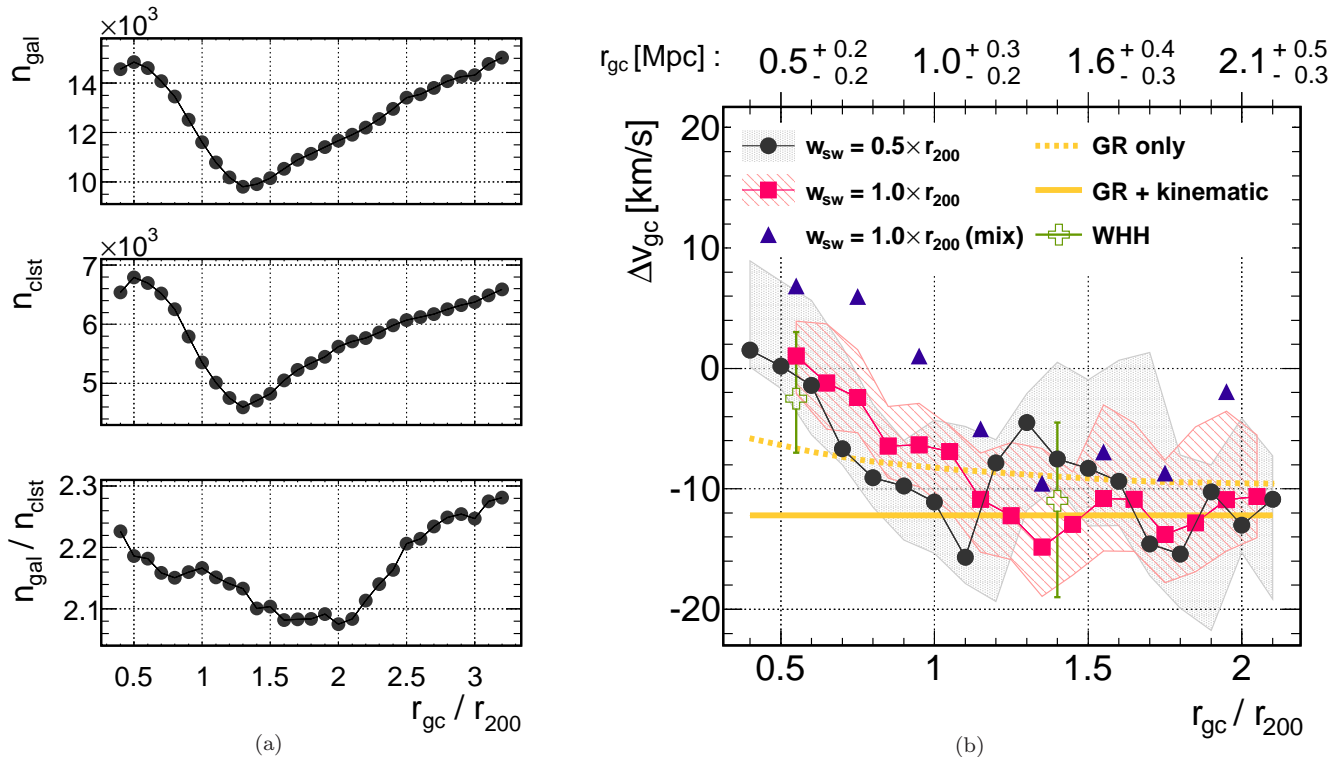 ×10³
n_gal
14
12
10
×10³
n_clst
7
6
5
n_gal / n_clst
2.3
2.2
2.1
0.5 1 1.5 2 2.5 3
r_gc / r_200
(a)
r_gc [Mpc] : 0.5 + 0.2 - 0.2 1.0 + 0.3 - 0.2 1.6 + 0.4 - 0.3 2.1 + 0.5 - 0.3
Δv_gc [km/s]
20
10
0
-10
-20
w_sw = 0.5× r_200 GR only
w_sw = 1.0× r_200 GR + kinematic
w_sw = 1.0× r_200 (mix) WHH
0.5 1 1.5 2
r_gc / r_200
(b)